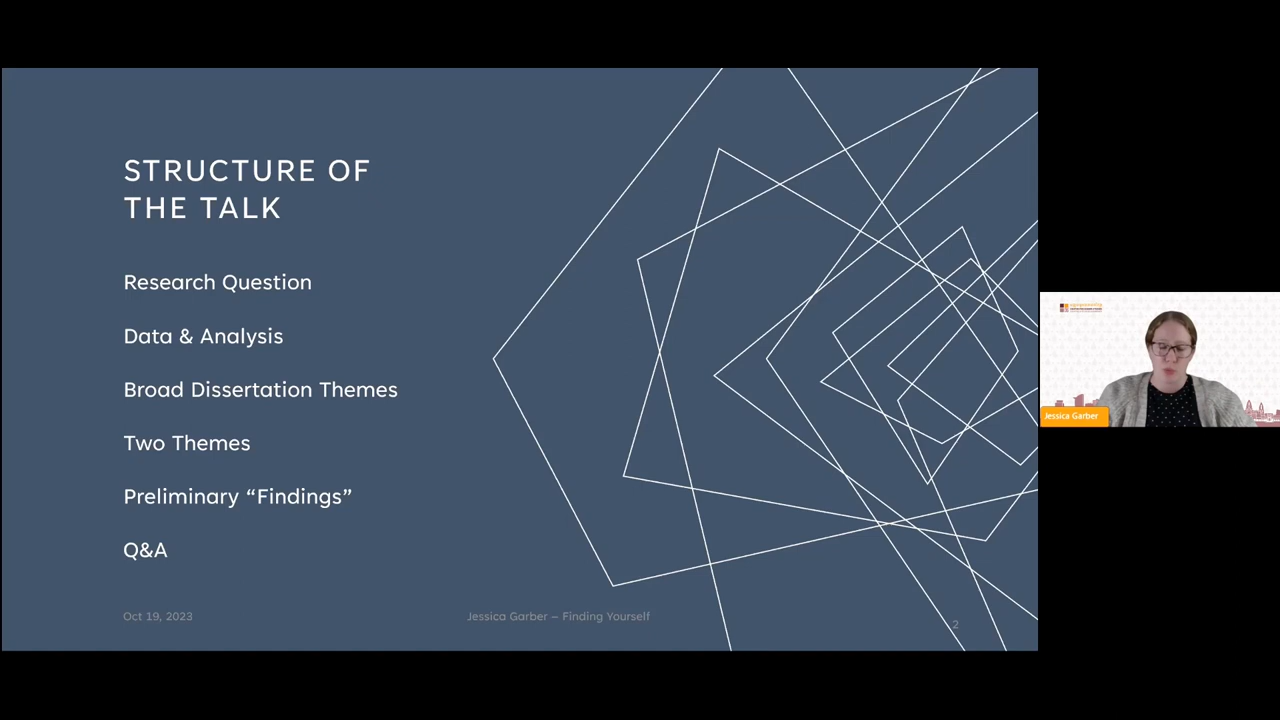 STRUCTURE OF
THE TALK
Research Question
Data & Analysis
Broad Dissertation Themes
Two Themes
Preliminary “Findings”
Q&A
Oct 19, 2023
Jessica Garber – Finding Yourself
2
Jessica Garber